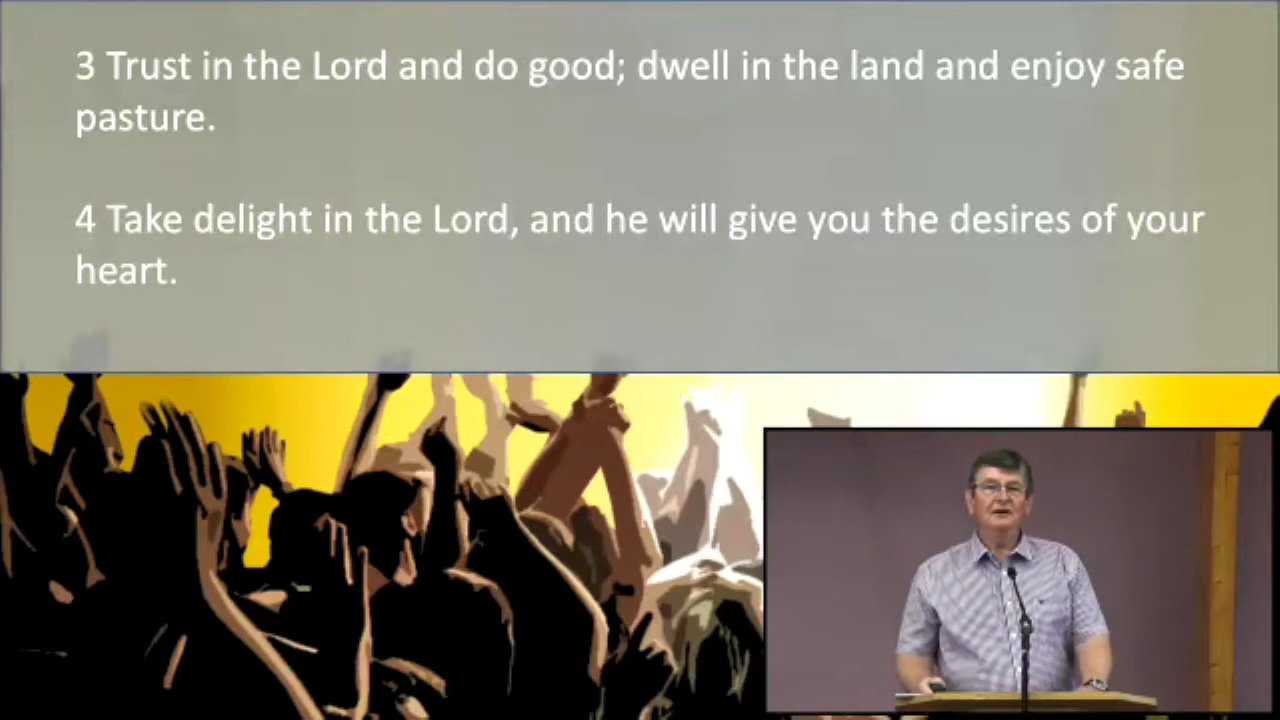 3 Trust in the Lord and do good; dwell in the land and enjoy safe
pasture.
4 Take delight in the Lord, and he will give you the desires of your
heart.